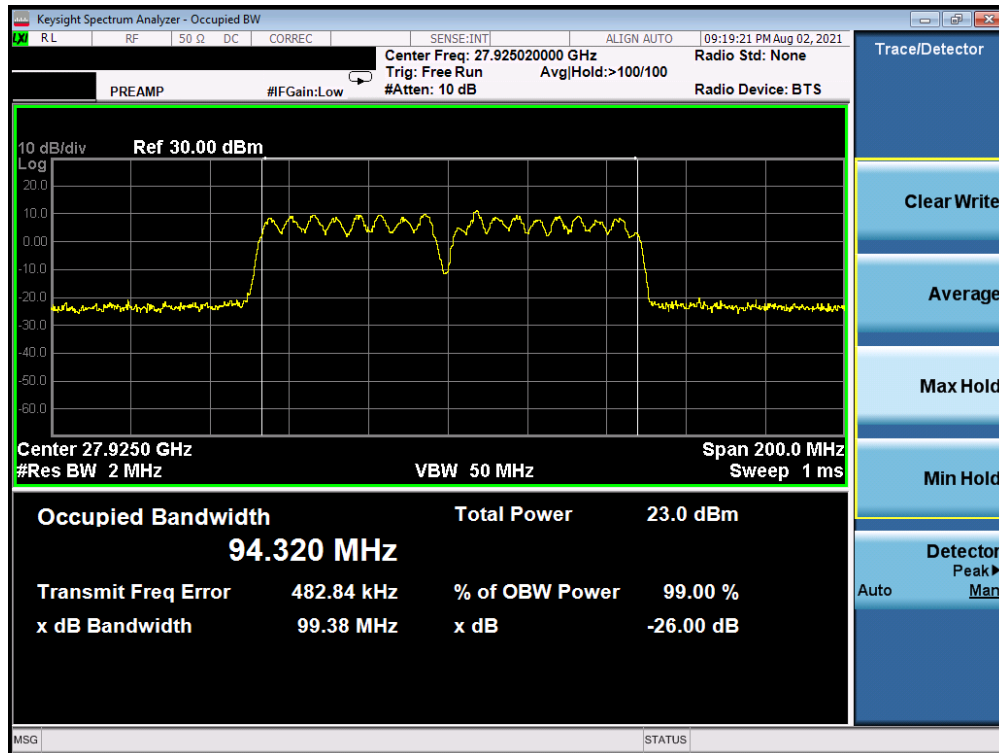 Keysight Spectrum Analyzer - Occupied BW
LXI RL RF 50 Ω DC CORREC SENSE:INT ALIGN AUTO 09:19:21 PM Aug 02, 2021
Center Freq: 27.925020000 GHz Radio Std: None
Trig: Free Run Avg|Hold:>100/100
PREAMP #IFGain:Low #Atten: 10 dB Radio Device: BTS
10 dB/div Ref 30.00 dBm
Log
20.0
10.0
0.00
-10.0
-20.0
-30.0
-40.0
-50.0
-60.0
Center 27.9250 GHz Span 200.0 MHz
#Res BW 2 MHz VBW 50 MHz Sweep 1 ms
Occupied Bandwidth Total Power 23.0 dBm
94.320 MHz
Transmit Freq Error 482.84 kHz % of OBW Power 99.00 %
x dB Bandwidth 99.38 MHz x dB -26.00 dB
MSG STATUS
Trace/Detector
Clear Write
Average
Max Hold
Min Hold
Detector
Peak▶
Auto Man